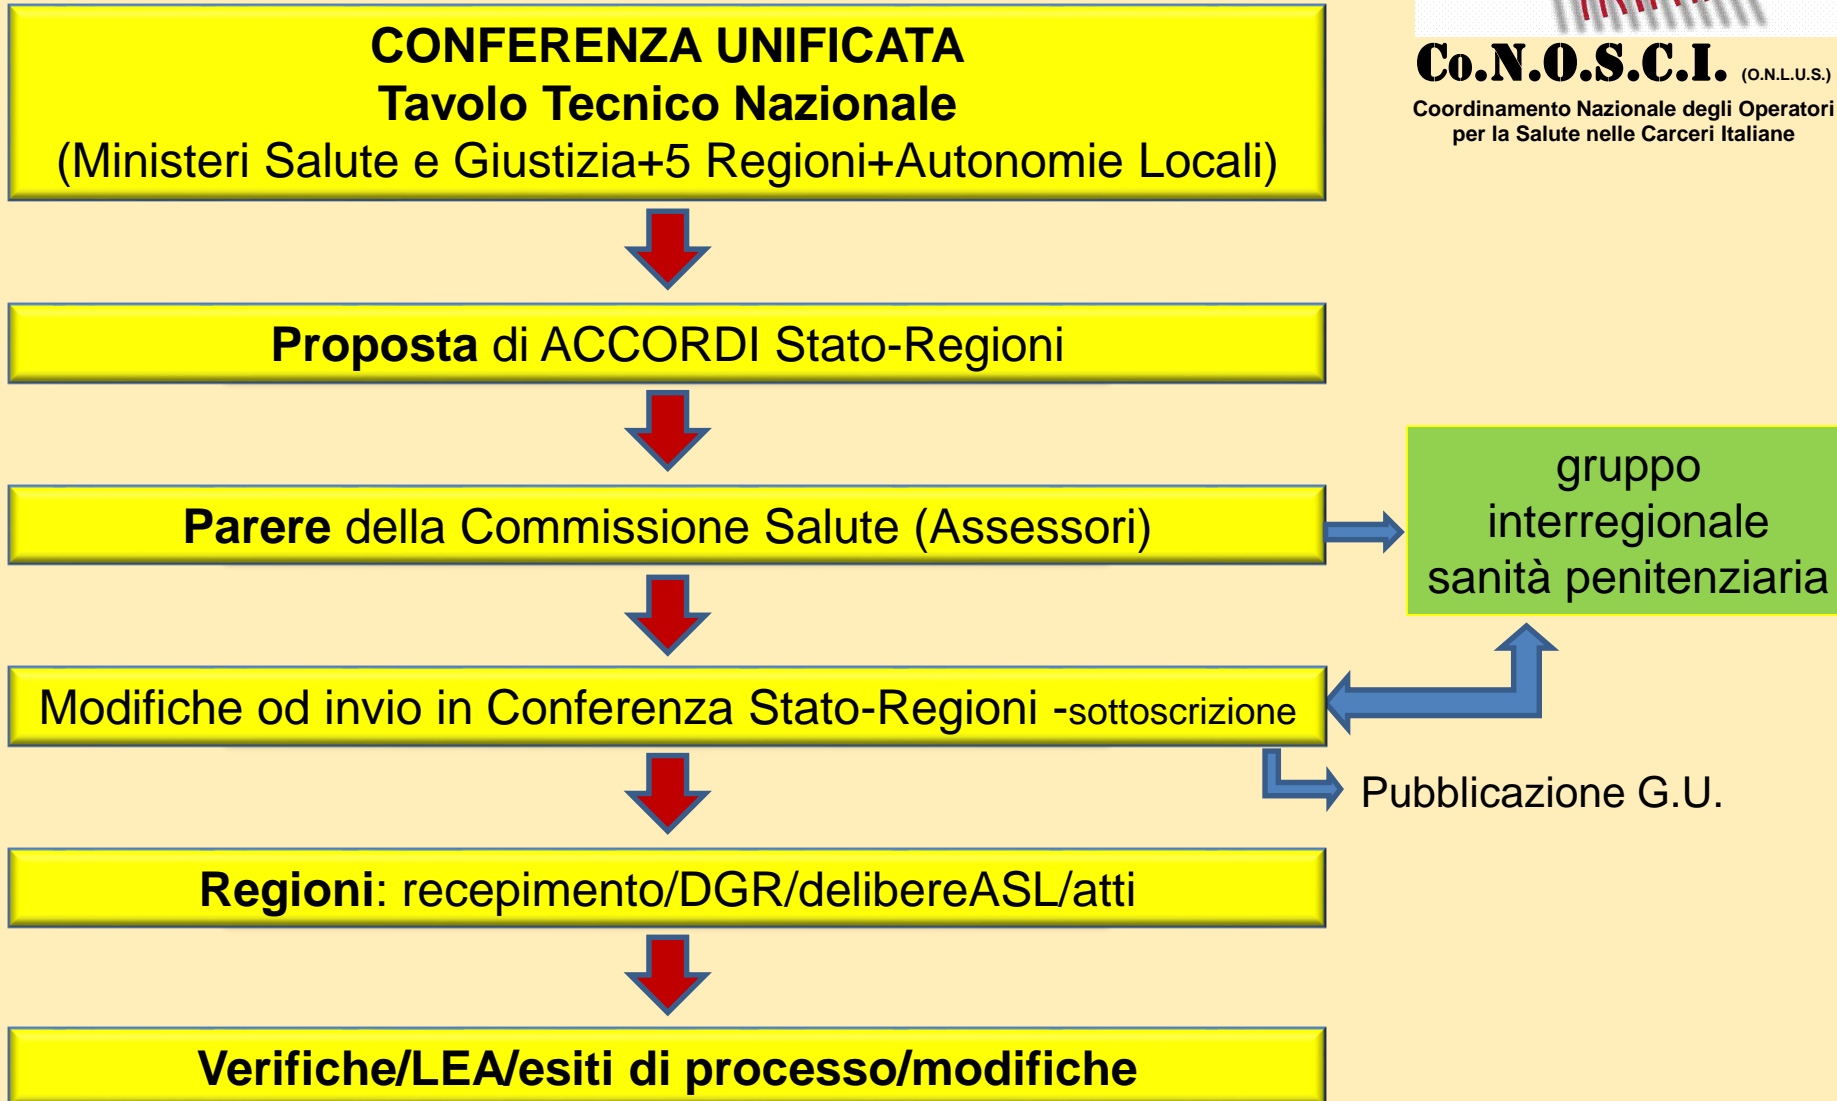 CONFERENZA UNIFICATA
Tavolo Tecnico Nazionale
(Ministeri Salute e Giustizia+5 Regioni+Autonomie Locali)
Co.N.O.S.C.I. (O.N.L.U.S.)
Coordinamento Nazionale degli Operatori
per la Salute nelle Carceri Italiane
Proposta di ACCORDI Stato-Regioni
Parere della Commissione Salute (Assessori)
gruppo
interregionale
sanità penitenziaria
Modifiche od invio in Conferenza Stato-Regioni -sottoscrizione
Pubblicazione G.U.
Regioni: recepimento/DGR/delibereASL/atti
Verifiche/LEA/esiti di processo/modifiche